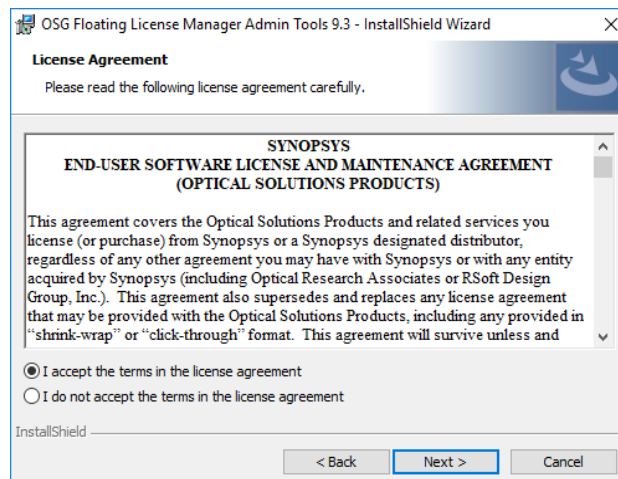 OSG Floating License Manager Admin Tools 9.3 - InstallShield Wizard
License Agreement
Please read the following license agreement carefully.
SYNOPSYS
END-USER SOFTWARE LICENSE AND MAINTENANCE AGREEMENT
(OPTICAL SOLUTIONS PRODUCTS)
This agreement covers the Optical Solutions Products and related services you
license (or purchase) from Synopsys or a Synopsys designated distributor,
regardless of any other agreement you may have with Synopsys or with any entity
acquired by Synopsys (including Optical Research Associates or RSoft Design
Group, Inc.).  This agreement also supersedes and replaces any license agreement
that may be provided with the Optical Solutions Products, including any provided in
“shrink-wrap” or “click-through” format.  This agreement will survive unless and
I accept the terms in the license agreement
I do not accept the terms in the license agreement
InstallShield
< Back
Next >
Cancel